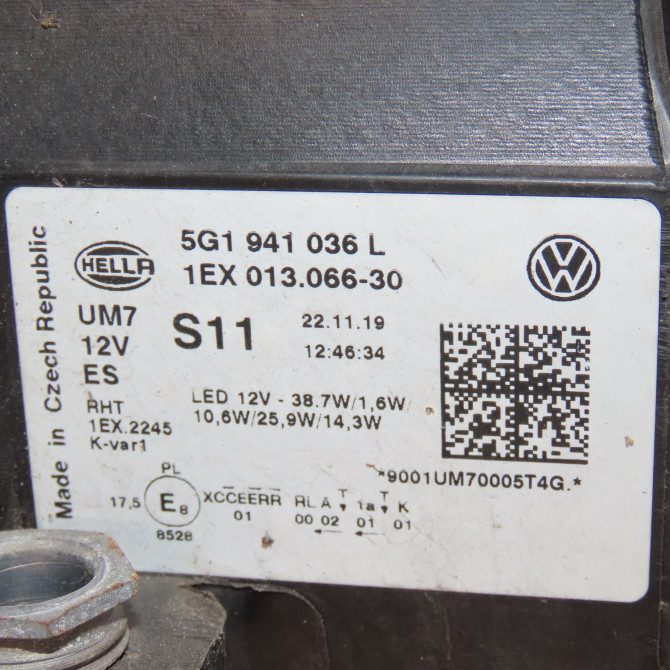 Made in Czech Republic
HELLA
5G1 941 036 L
1EX 013.066-30
UM7
12V
ES
S11
22.11.19
12:46:34
RHT
1EX.2245
K-var1
LED 12V - 38.7W/1,6W/
10,6W/25,9W/14,3W
*9001UM70005T4G.*
PL
17,5 E8 XCCEERR RL A T 1a T K
01 00 02 01 01
8528